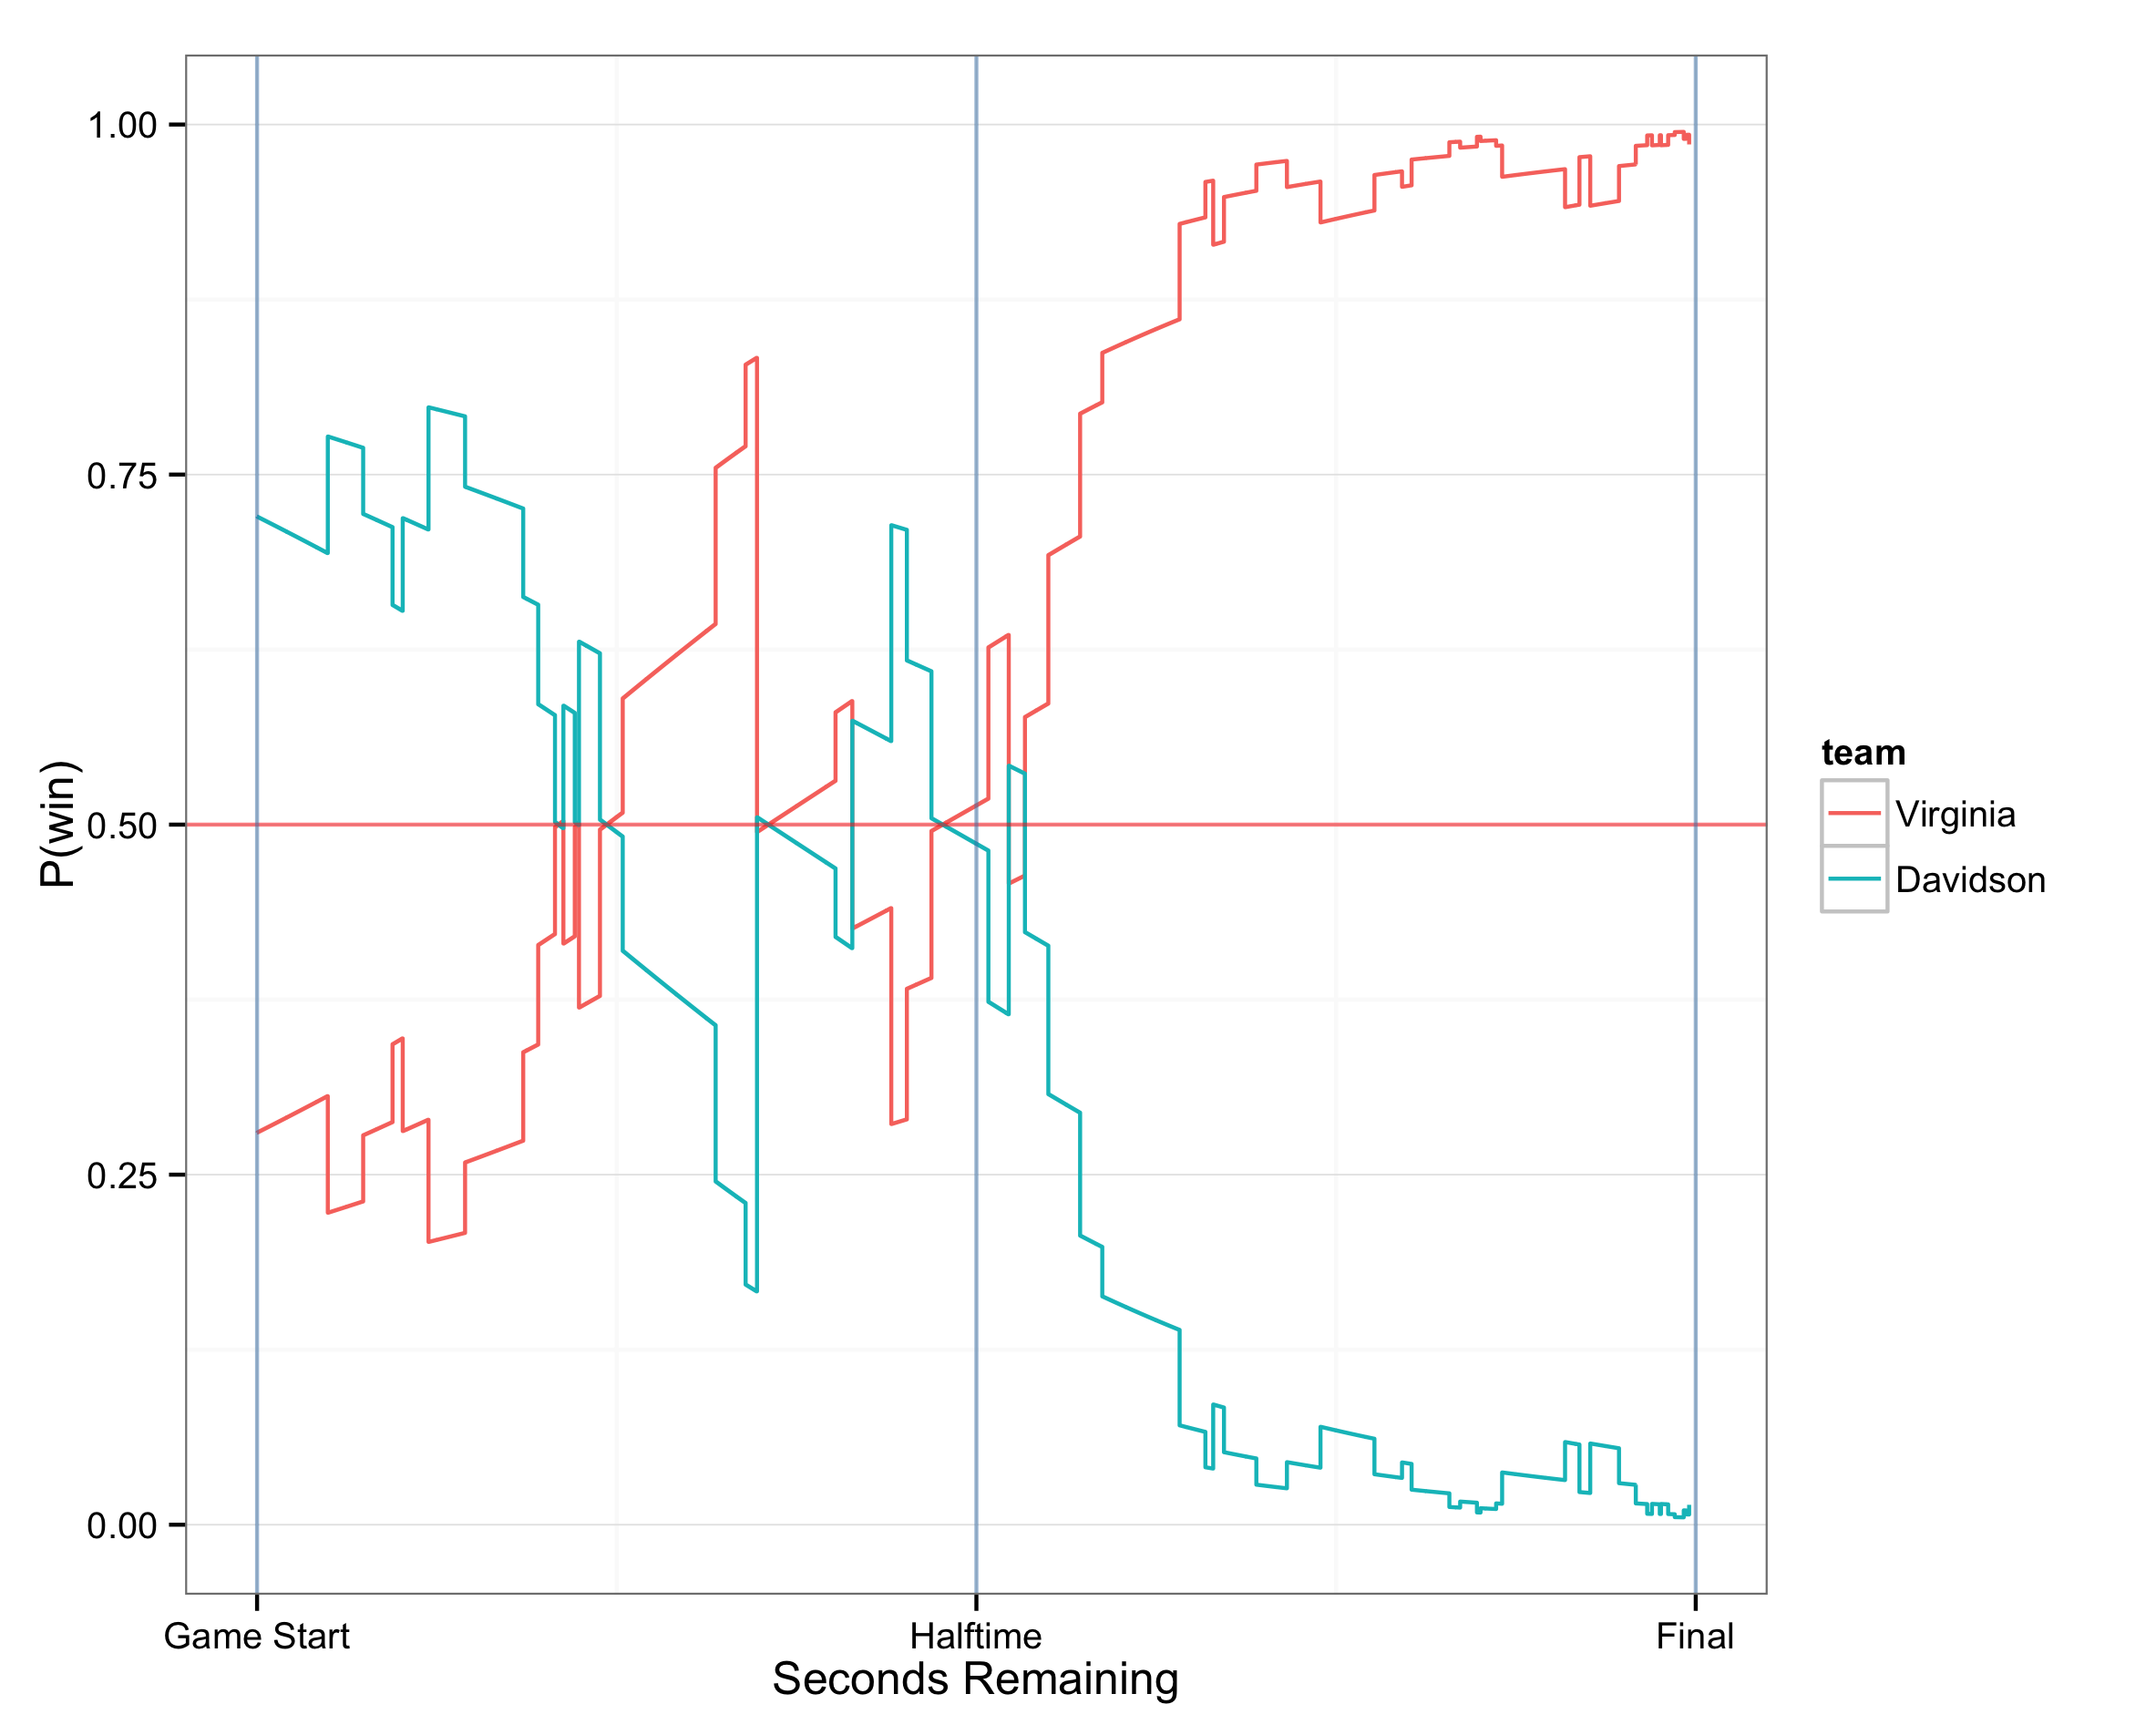 1.00
0.75
0.50
0.25
0.00
P(win)
Game Start
Halftime
Final
Seconds Remaining
team
Virginia
Davidson